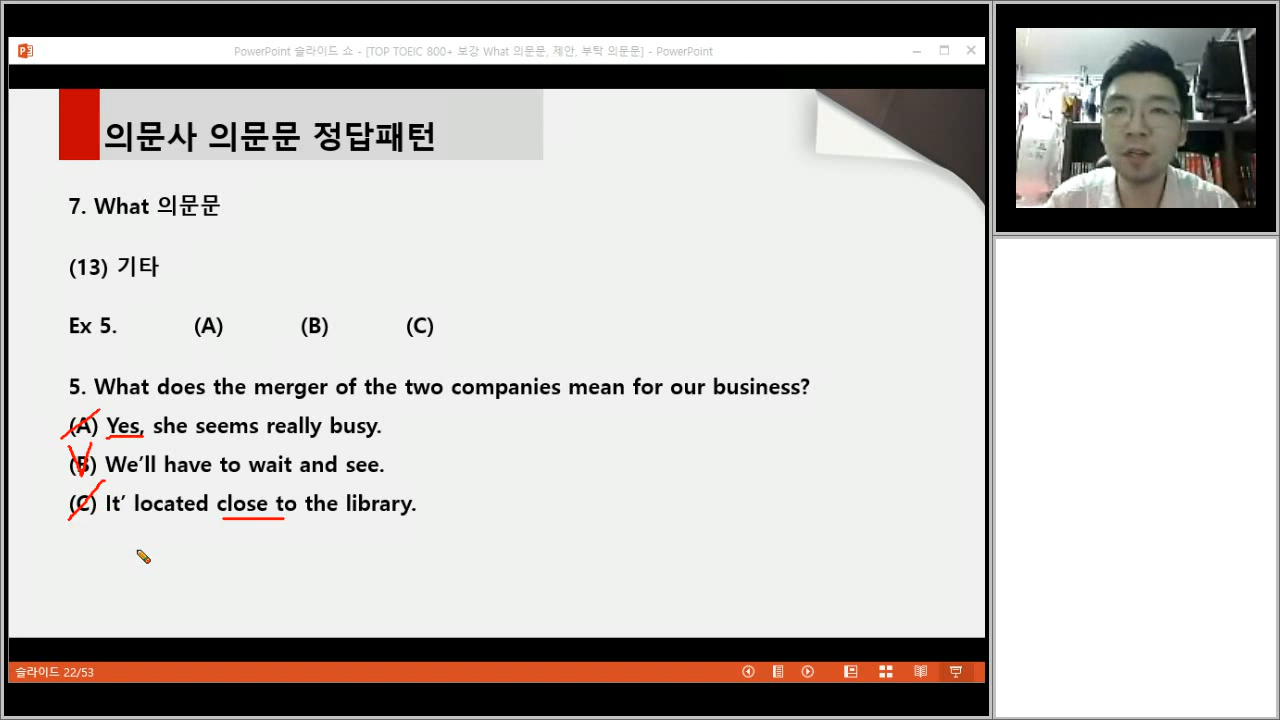 PowerPoint 슬라이드 쇼 - [TOP TOEIC 800+ 보강 What 의문문, 제안, 부탁 의문문] - PowerPoint
의문사 의문문 정답패턴
7. What 의문문
(13) 기타
Ex 5. (A) (B) (C)
5. What does the merger of the two companies mean for our business?
(A) Yes, she seems really busy.
(B) We’ll have to wait and see.
(C) It’ located close to the library.
슬라이드 22/53